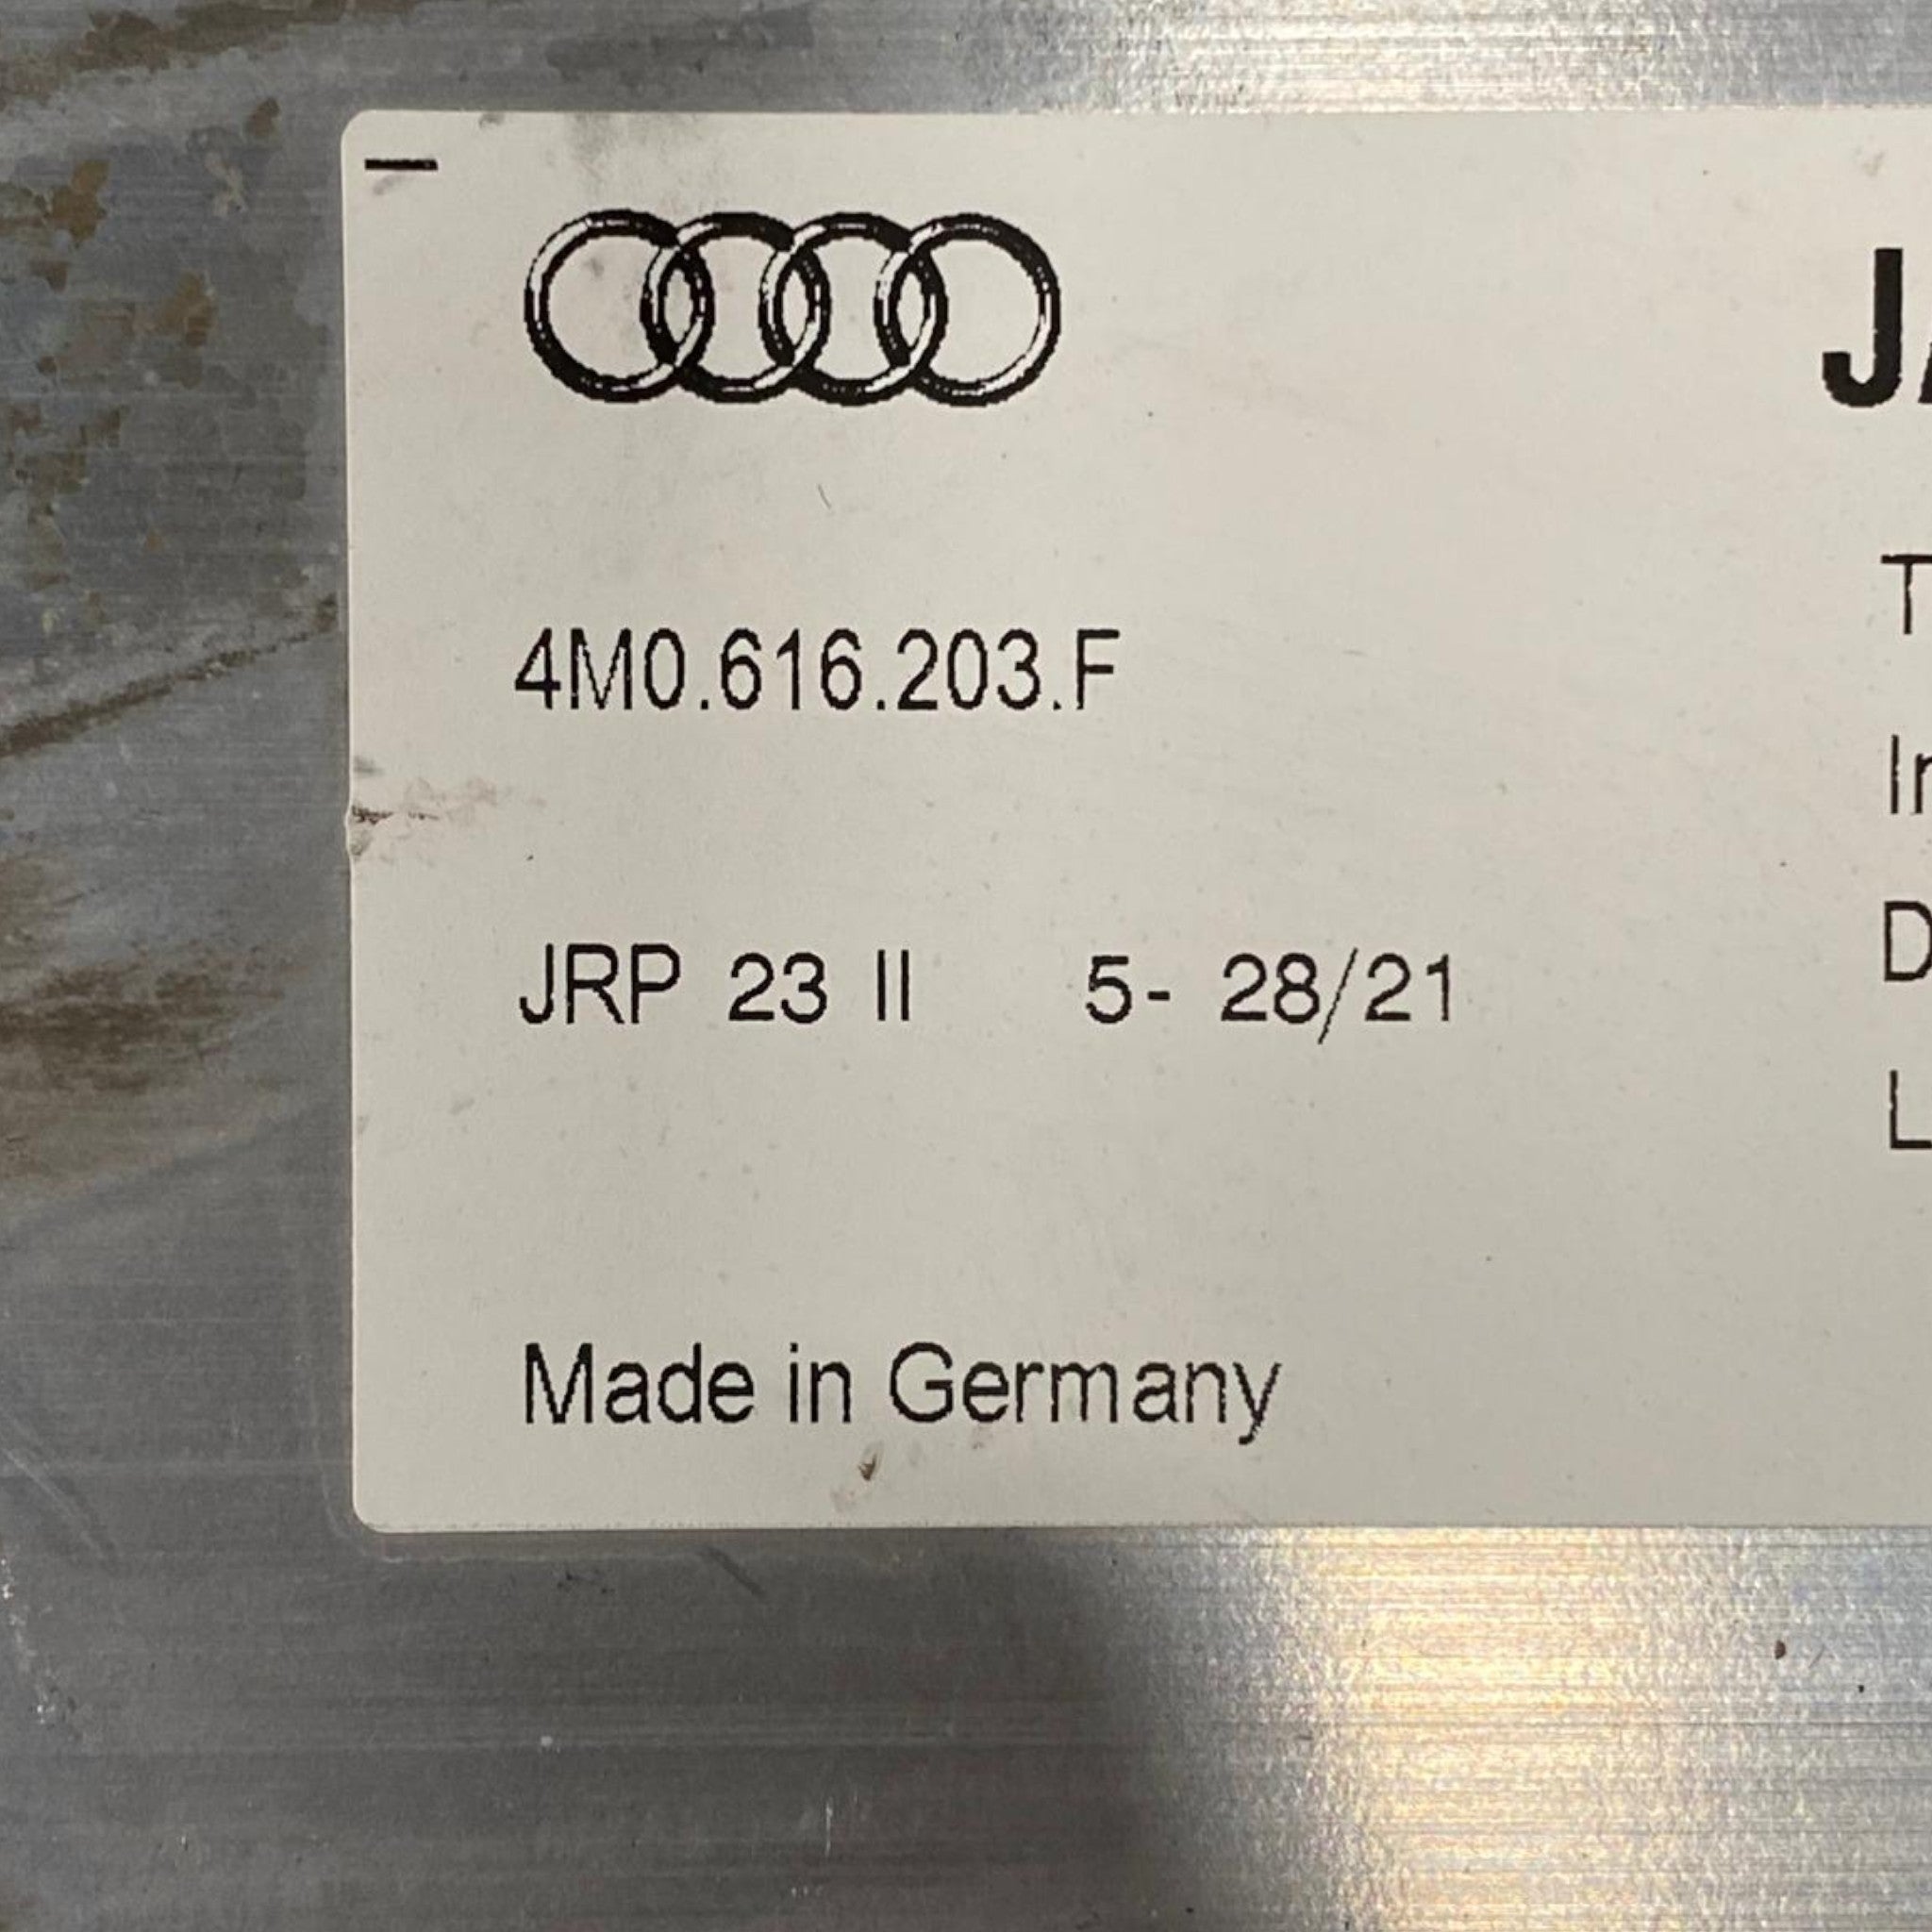 4M0.616.203.F
JRP 23 II 5- 28/21
Made in Germany